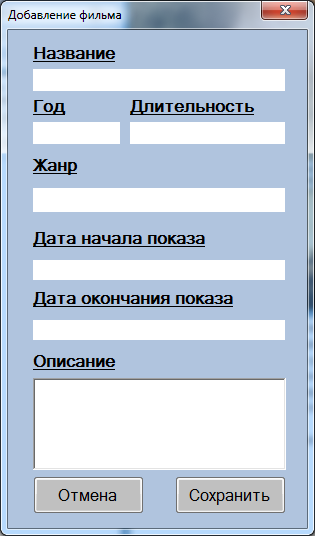 Добавление фильма
Название
Год Длительность
Жанр
Дата начала показа
Дата окончания показа
Описание
Отмена Сохранить